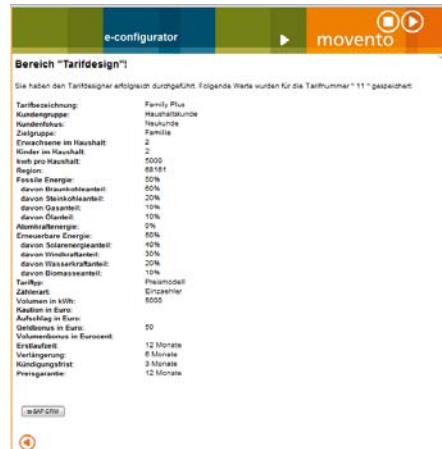 e-configurator
movento
Bereich "Tarifdesign"!
Sie haben den Tarifdesigner erfolgreich durchgeführt. Folgende Werte wurden für die Tarifnummer " 11 " gespeichert:
Tarifbezeichnung: Family Plus
Kundengruppe: Haushaltskunde
Kundenfokus: Neukunde
Zielgruppe: Familie
Erwachsene im Haushalt: 2
Kinder im Haushalt: 2
kwh pro Haushalt: 5000
Region: 68161
Fossile Energie: 50%
davon Braunkohleanteil: 60%
davon Steinkohleanteil: 20%
davon Gasanteil: 10%
davon Ölanteil: 10%
Atomkraftenergie: 0%
Erneuerbare Energie: 50%
davon Solarenergieanteil: 40%
davon Windkraftanteil: 30%
davon Wasserkraftanteil: 20%
davon Biomasseanteil: 10%
Tariftyp: Preismodell
Zählerart: Einzaehler
Volumen in kWh: 5000
Kaution in Euro:
Aufschlag in Euro:
Geldbonus in Euro: 50
Volumenbonus in Eurocent:
Erstlaufzeit: 12 Monate
Verlängerung: 6 Monate
Kündigungsfrist: 3 Monate
Preisgarantie: 12 Monate
SAP CRM